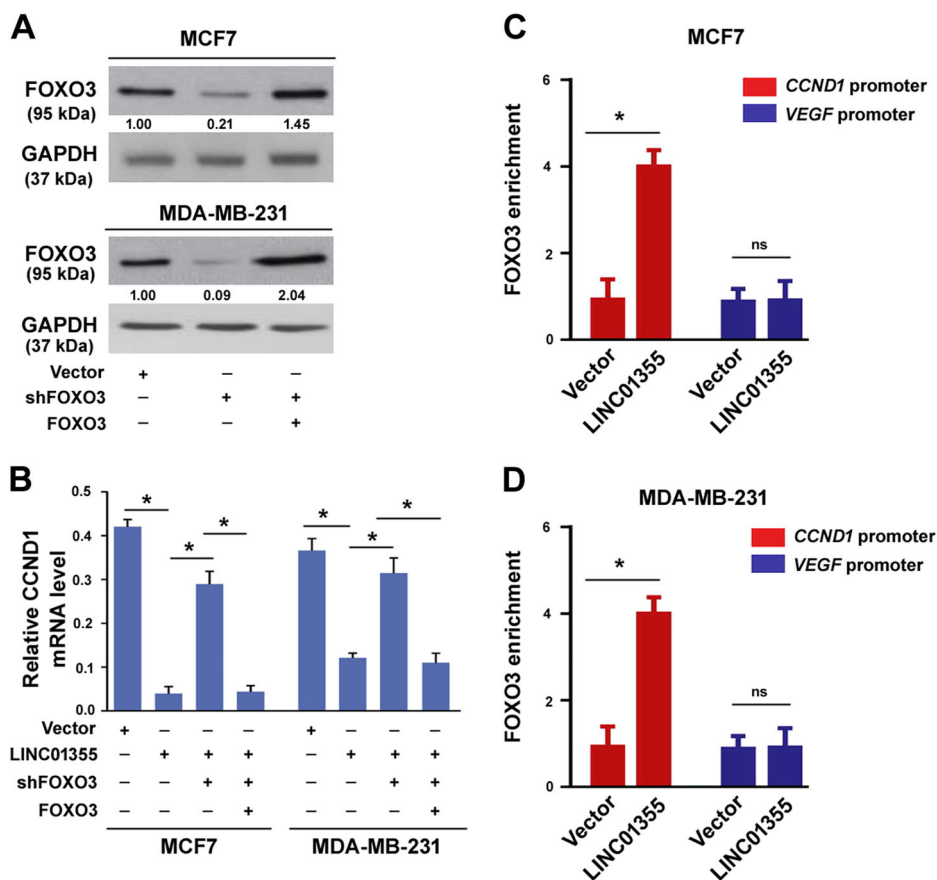 A
MCF7
FOXO3
(95 kDa)
1.00 0.21 1.45
GAPDH
(37 kDa)
MDA-MB-231
FOXO3
(95 kDa)
1.00 0.09 2.04
GAPDH
(37 kDa)
Vector + – –
shFOXO3 – + +
FOXO3 – – +
B
Relative CCND1
mRNA level
0.5
0.4
0.3
0.2
0.1
0.0
* * * * * *
Vector + – – – + – – –
LINC01355 – + + + – + + +
shFOXO3 – – + + – – + +
FOXO3 – – – + – – – +
MCF7 MDA-MB-231
C
MCF7
FOXO3 enrichment
6
4
2
0
CCND1 promoter
VEGF promoter
*
ns
Vector
LINC01355
Vector
LINC01355
D
MDA-MB-231
FOXO3 enrichment
6
4
2
0
CCND1 promoter
VEGF promoter
*
ns
Vector
LINC01355
Vector
LINC01355